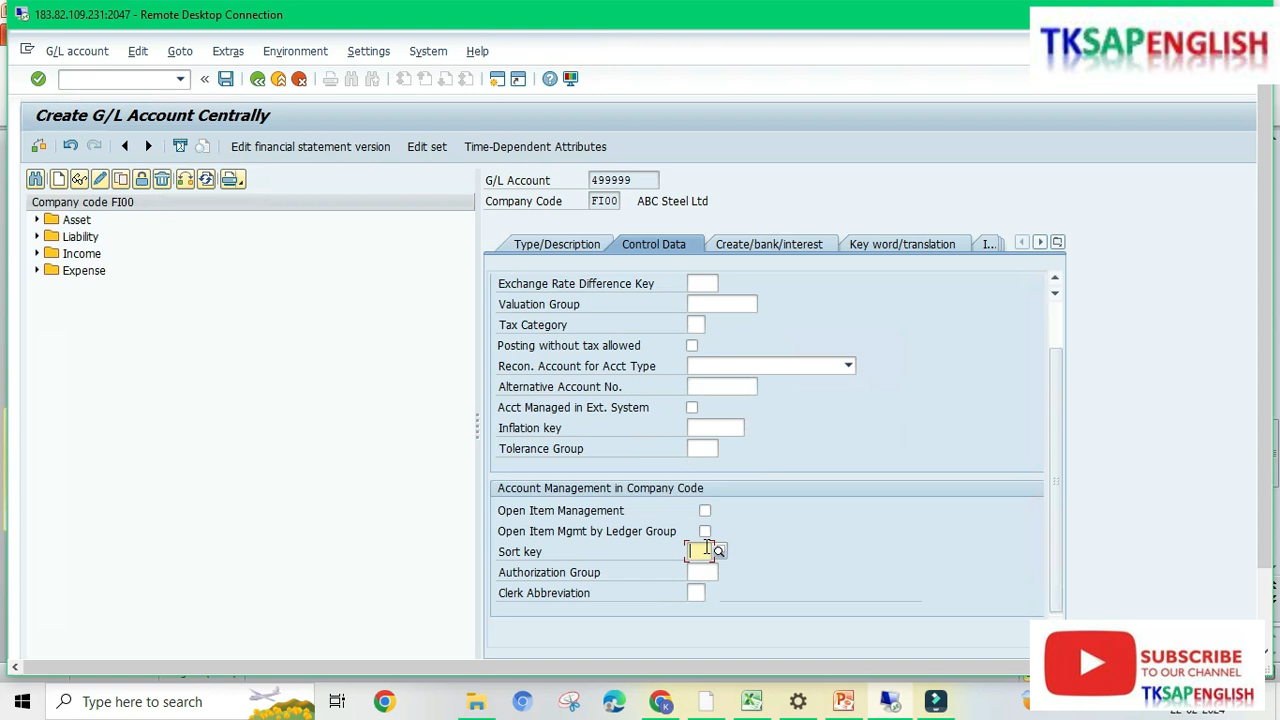 183.82.109.231:2047 - Remote Desktop Connection
TKSAPENGLISH
G/L account Edit Goto Extras Environment Settings System Help
Create G/L Account Centrally
Edit financial statement version Edit set Time-Dependent Attributes
G/L Account 499999
Company code FI00
Company Code FI00 ABC Steel Ltd
Asset
Liability
Income
Expense
Type/Description Control Data Create/bank/interest Key word/translation I...
Exchange Rate Difference Key
Valuation Group
Tax Category
Posting without tax allowed
Recon. Account for Acct Type
Alternative Account No.
Acct Managed in Ext. System
Inflation key
Tolerance Group
Account Management in Company Code
Open Item Management
Open Item Mgmt by Ledger Group
Sort key
Authorization Group
Clerk Abbreviation
SUBSCRIBE
TO OUR CHANNEL
TKSAPENGLISH
Type here to search
22-02-2024